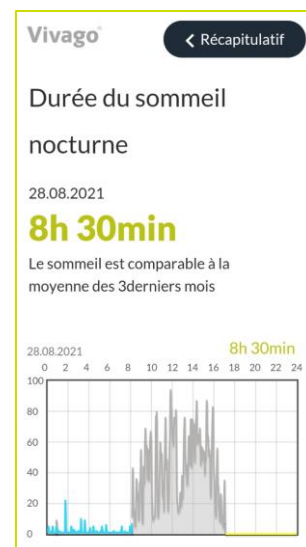 Vivago
Récapitulatif
Durée du sommeil
nocturne
28.08.2021
8h 30min
Le sommeil est comparable à la
moyenne des 3derniers mois
28.08.2021 8h 30min
0 2 4 6 8 10 12 14 16 18 20 22 24
100
80
60
40
20
0